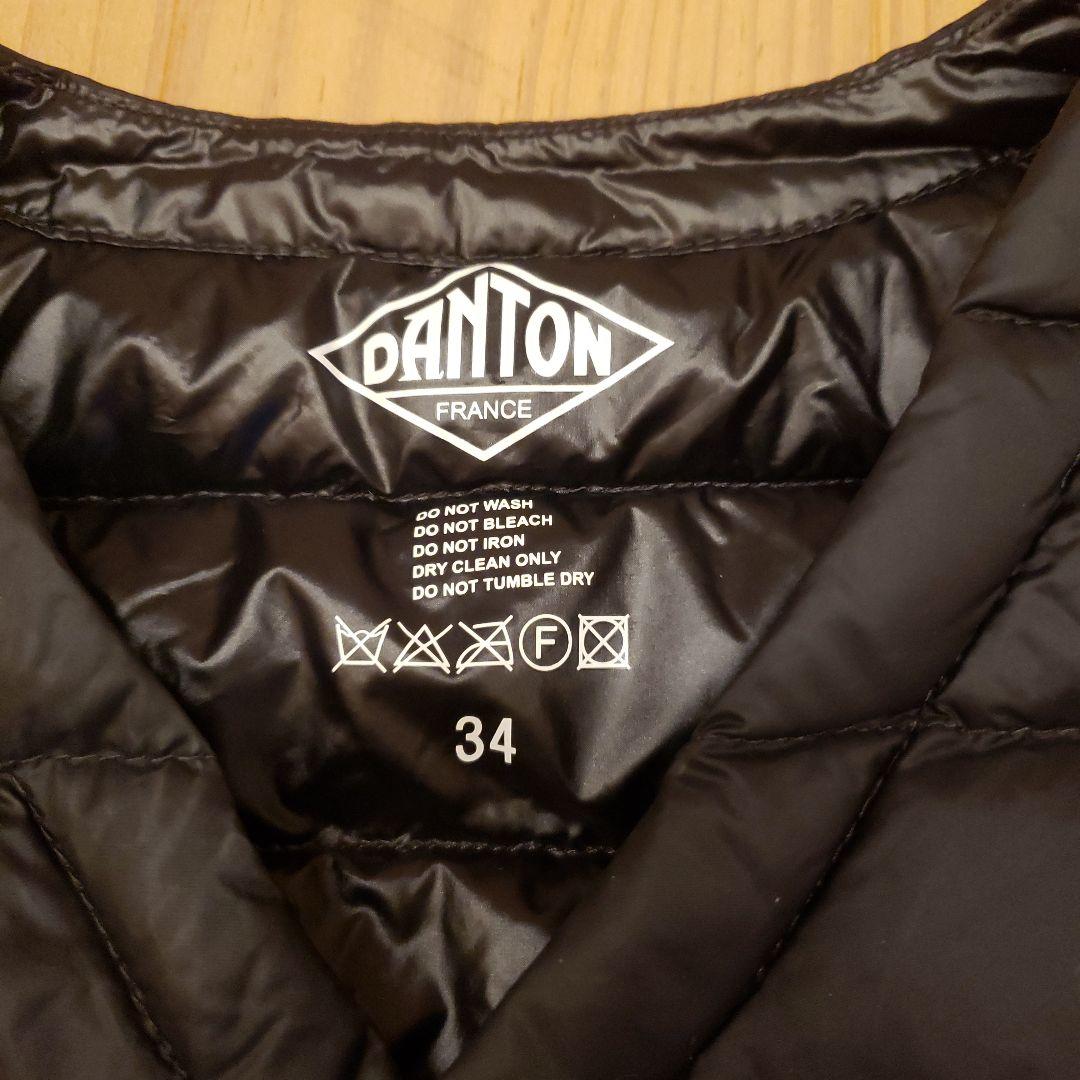 DANTON
FRANCE
DO NOT WASH
DO NOT BLEACH
DO NOT IRON
DRY CLEAN ONLY
DO NOT TUMBLE DRY
F
34